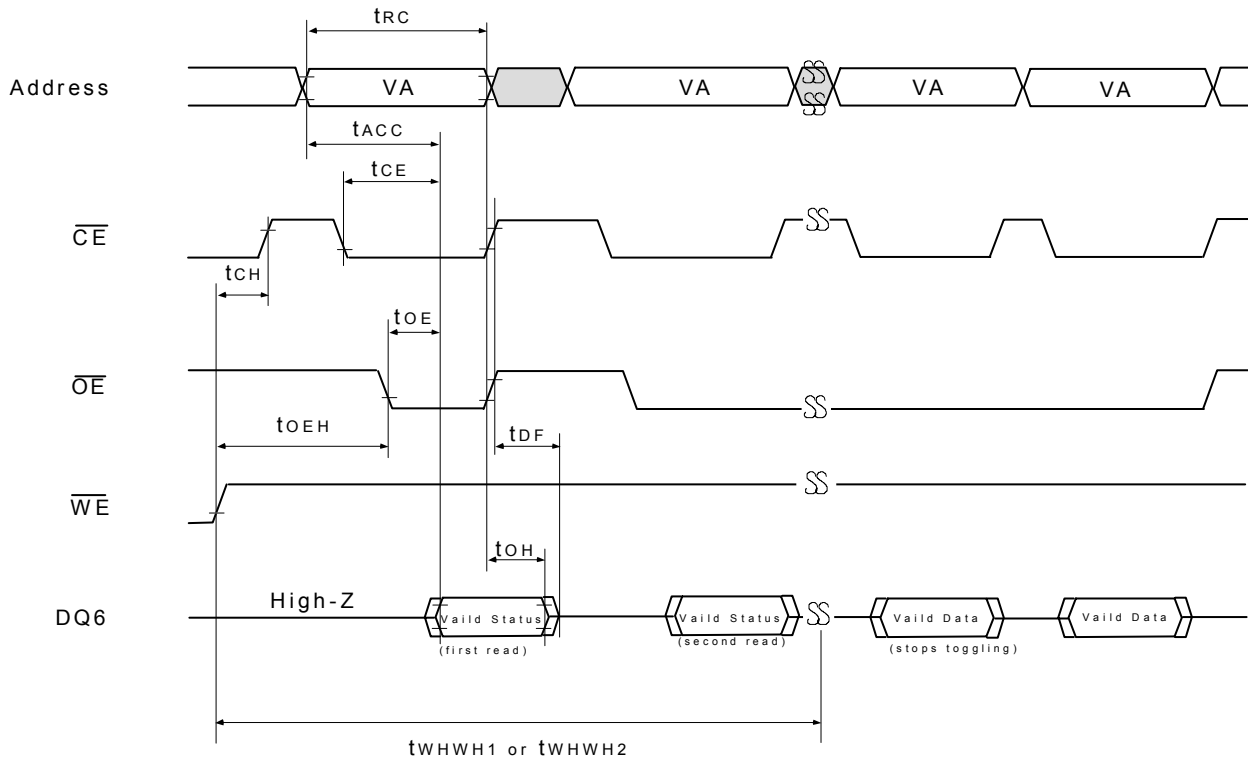 tRC
Address
VA
VA
VA
VA
tACC
tCE
CE
tCH
tOE
OE
tOEH
tDF
WE
tOH
High-Z
DQ6
Vaild Status
Vaild Status
Vaild Data
Vaild Data
(first read)
(second read)
(stops toggling)
tWHWH1 or tWHWH2